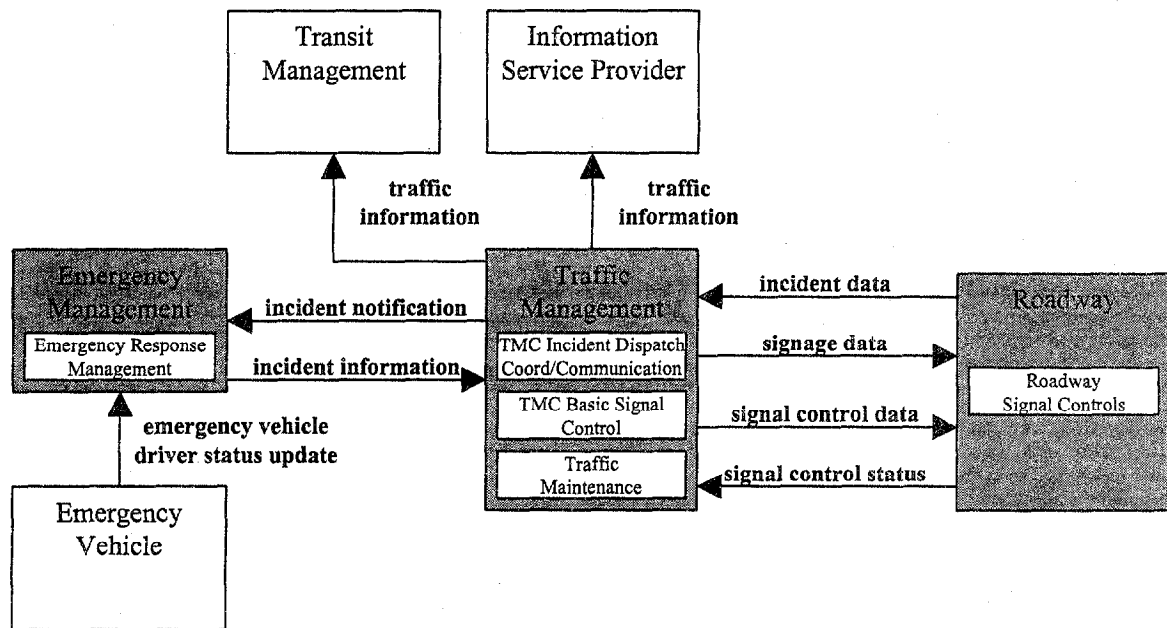 Transit
Management
Information
Service Provider
traffic
information
traffic
information
Emergency
Management
Emergency Response
Management
incident notification
incident information
Traffic
Management
TMC Incident Dispatch
Coord/Communication
TMC Basic Signal
Control
Traffic
Maintenance
incident data
signage data
signal control data
signal control status
Roadway
Roadway
Signal Controls
emergency vehicle
driver status update
Emergency
Vehicle